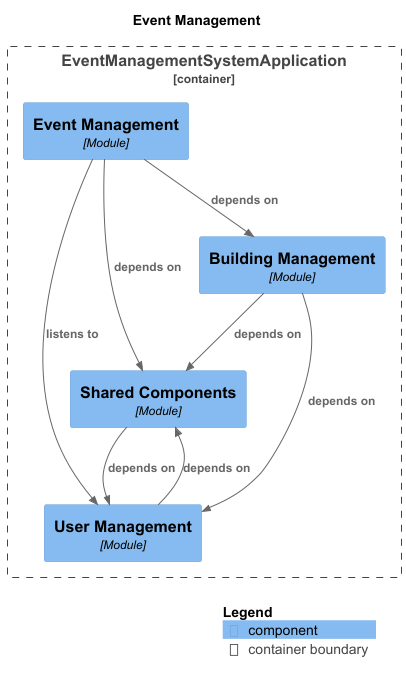 Event Management
EventManagementSystemApplication
[container]
Event Management
[Module]
depends on
Building Management
[Module]
depends on
listens to
depends on
Shared Components
[Module]
depends on
depends on
depends on
User Management
[Module]
Legend
component
container boundary